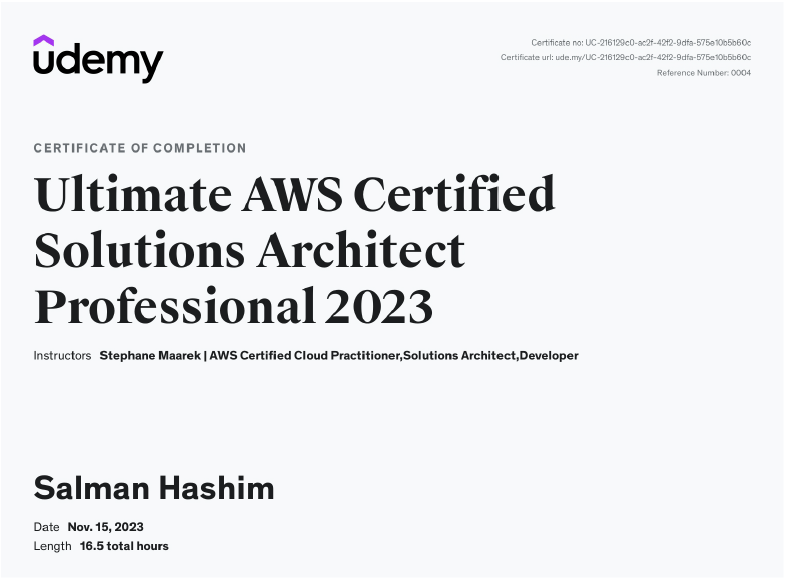 udemy
Certificate no: UC-216129c0-ac2f-42f2-9dfa-575e10b5b60c
Certificate url: ude.my/UC-216129c0-ac2f-42f2-9dfa-575e10b5b60c
Reference Number: 0004
CERTIFICATE OF COMPLETION
Ultimate AWS Certified
Solutions Architect
Professional 2023
Instructors Stephane Maarek | AWS Certified Cloud Practitioner,Solutions Architect,Developer
Salman Hashim
Date Nov. 15, 2023
Length 16.5 total hours